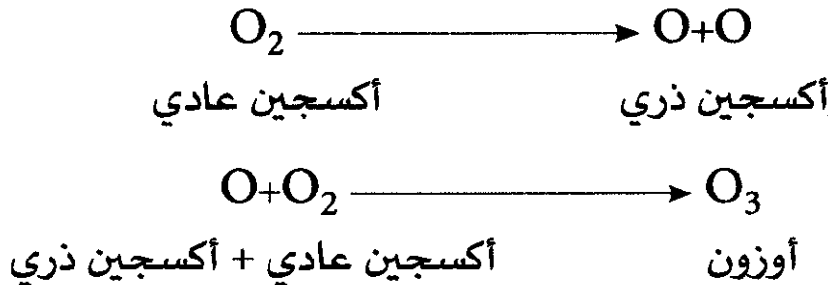 O₂ ⟶ O+O
أكسجين عادي أكسجين ذري
O+O₂ ⟶ O₃
أكسجين عادي + أكسجين ذري أوزون